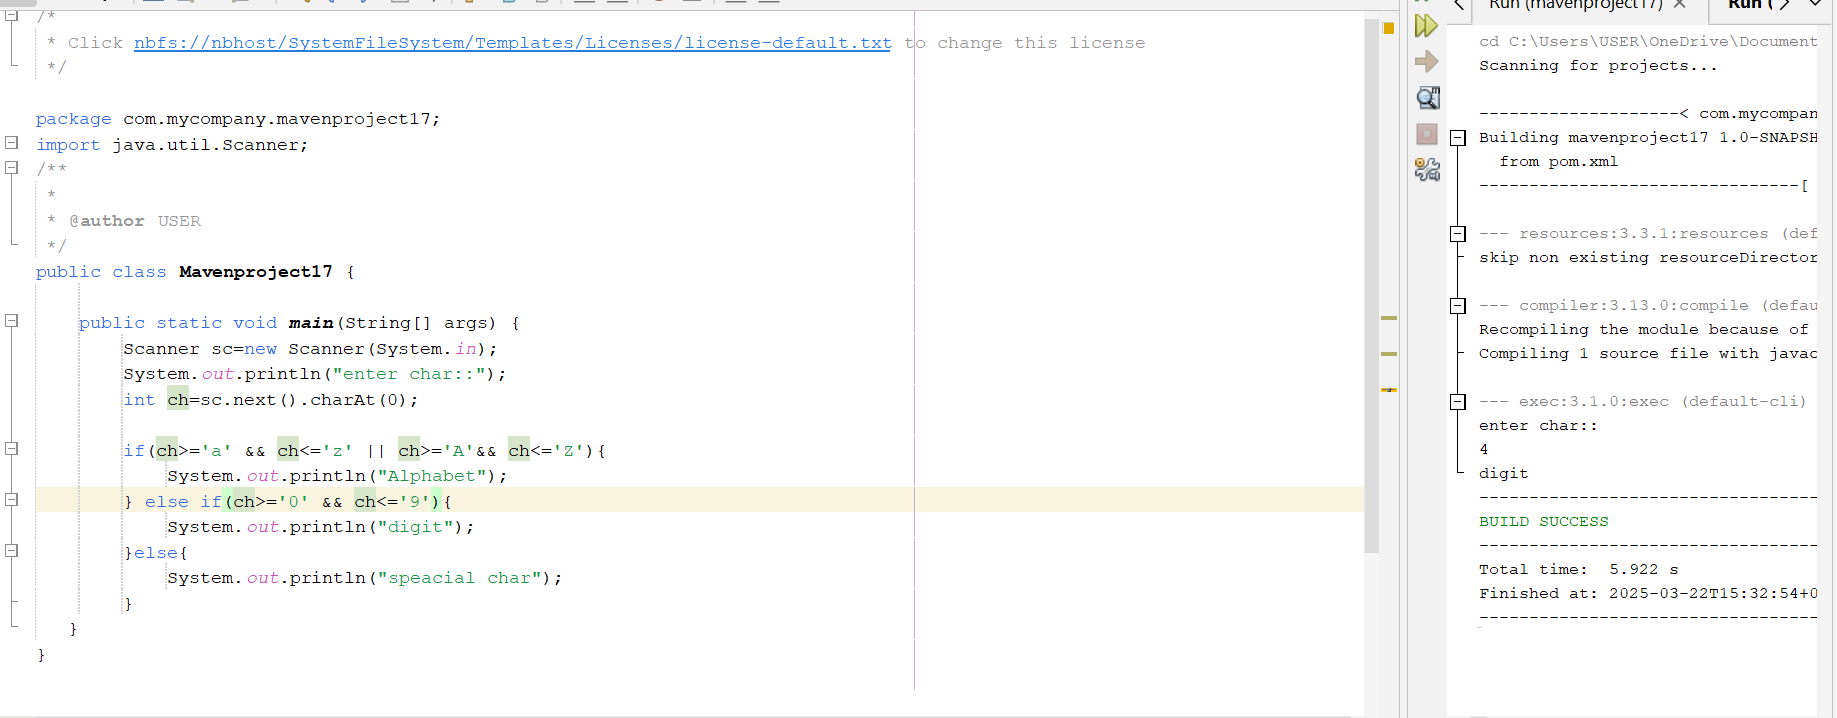 /*
 * Click nbfs://nbhost/SystemFileSystem/Templates/Licenses/license-default.txt to change this license
 */
package com.mycompany.mavenproject17;
import java.util.Scanner;
/**
 *
 * @author USER
 */
public class Mavenproject17 {
public static void main(String[] args) {
Scanner sc=new Scanner(System.in);
System.out.println("enter char::");
int ch=sc.next().charAt(0);
if(ch>='a' && ch<='z' || ch>='A'&& ch<='Z'){
System.out.println("Alphabet");
} else if(ch>='0' && ch<='9'){
System.out.println("digit");
}else{
System.out.println("speacial char");
}
}
}
Run (mavenproject17) ×
Run (
cd C:\Users\USER\OneDrive\Document
Scanning for projects...
--------------------< com.mycompan
Building mavenproject17 1.0-SNAPSH
from pom.xml
--------------------------------[
--- resources:3.3.1:resources (def
skip non existing resourceDirector
--- compiler:3.13.0:compile (defau
Recompiling the module because of
Compiling 1 source file with javac
--- exec:3.1.0:exec (default-cli)
enter char::
4
digit
----------------------------------
BUILD SUCCESS
----------------------------------
Total time:  5.922 s
Finished at: 2025-03-22T15:32:54+0
----------------------------------